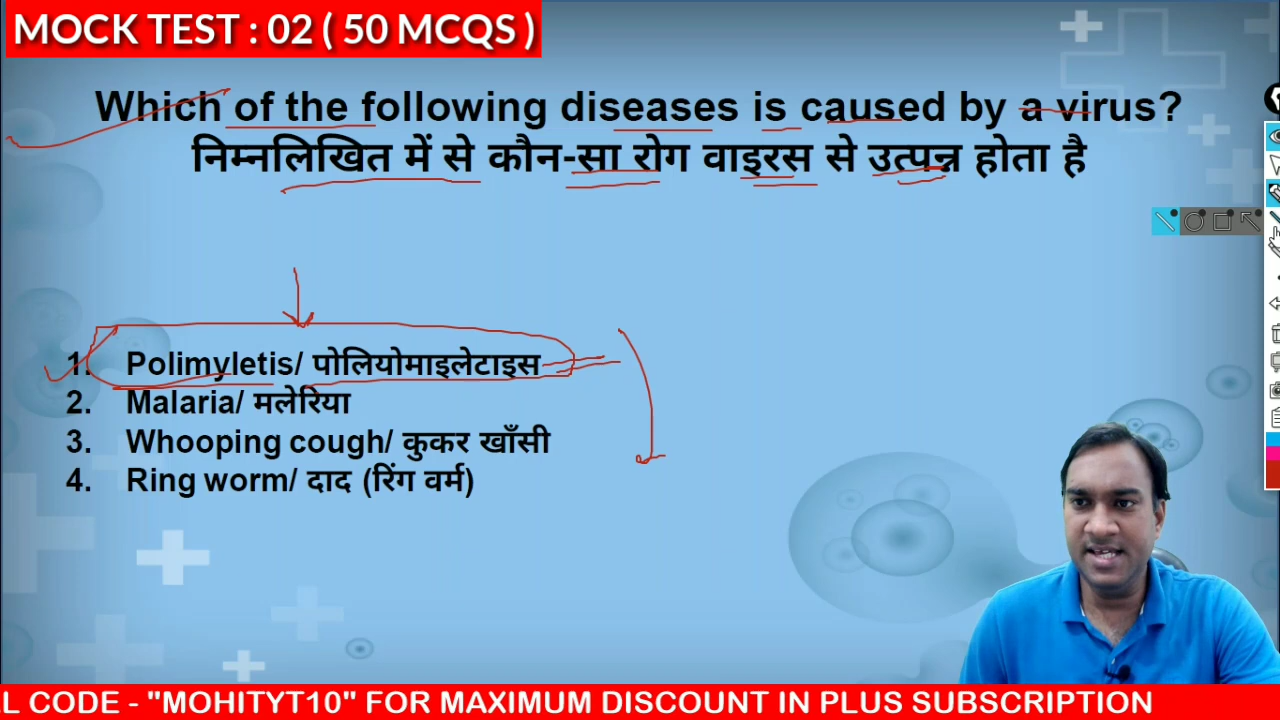 MOCK TEST : 02 ( 50 MCQS )
Which of the following diseases is caused by a virus?
निम्नलिखित में से कौन-सा रोग वाइरस से उत्पन्न होता है
1. Polimyletis/ पोलियोमाइलेटाइस
2. Malaria/ मलेरिया
3. Whooping cough/ कुकर खाँसी
4. Ring worm/ दाद (रिंग वर्म)
L CODE - "MOHITYT10" FOR MAXIMUM DISCOUNT IN PLUS SUBSCRIPTION